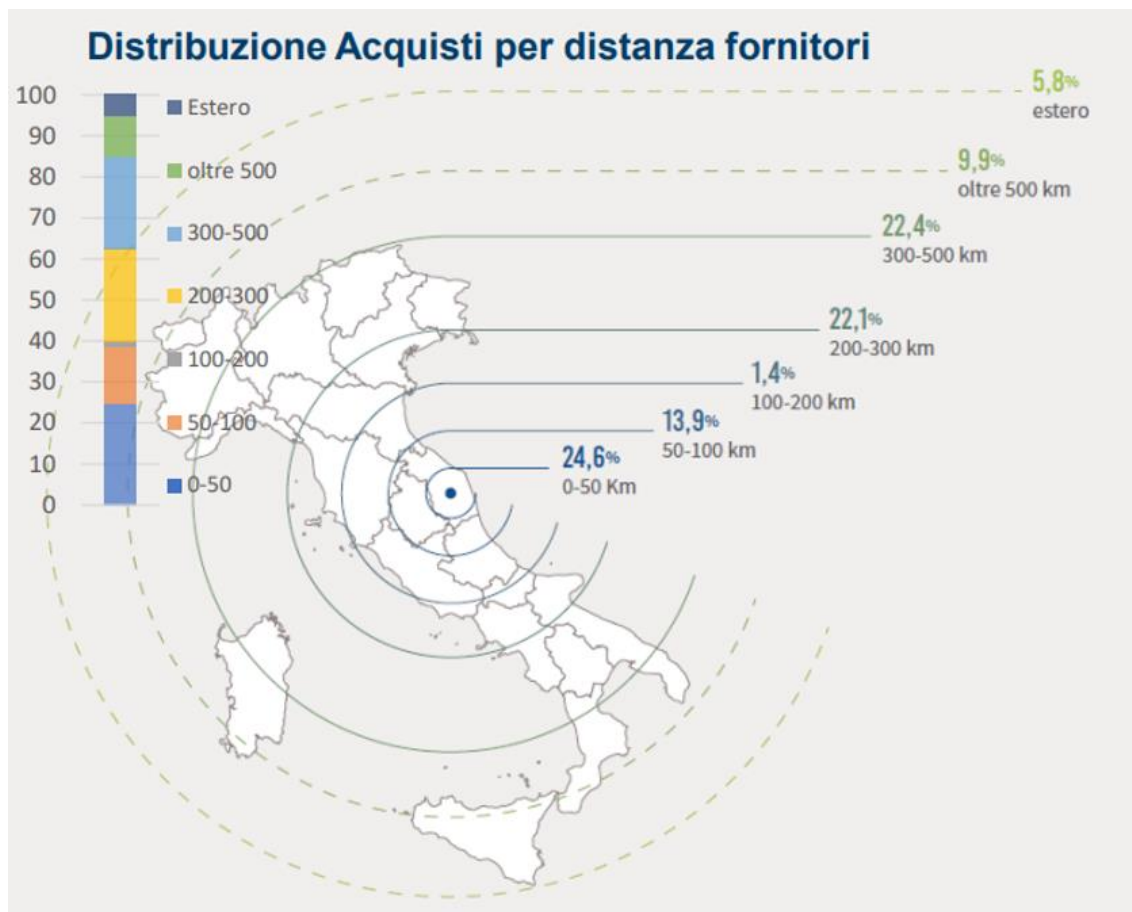 Distribuzione Acquisti per distanza fornitori
100
90
80
70
60
50
40
30
20
10
0
Estero
oltre 500
300-500
200-300
100-200
50-100
0-50
5,8%
estero
9,9%
oltre 500 km
22,4%
300-500 km
22,1%
200-300 km
1,4%
100-200 km
13,9%
50-100 km
24,6%
0-50 Km